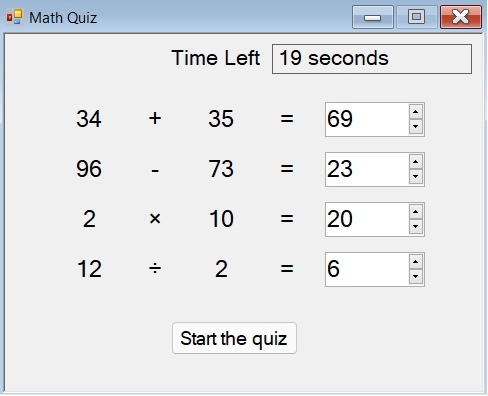 Math Quiz
Time Left 19 seconds
34 + 35 = 69
96 - 73 = 23
2 × 10 = 20
12 ÷ 2 = 6
Start the quiz